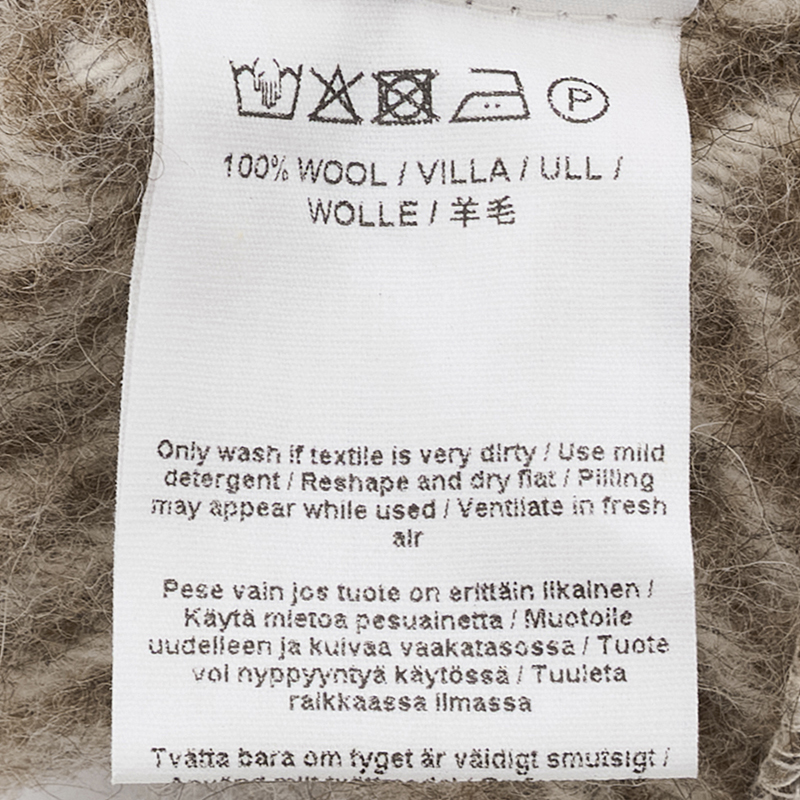 P
100% WOOL / VILLA / ULL /
WOLLE / 羊毛
Only wash if textile is very dirty / Use mild
detergent / Reshape and dry flat / Pilling
may appear while used / Ventilate in fresh
air
Pese vain jos tuote on erittäin likainen /
Käytä mietoa pesuainetta / Muotoile
uudelleen ja kuivaa vaakatasossa / Tuote
voi nyppyyntyä käytössä / Tuuleta
raikkaassa ilmassa
Tvätta bara om tyget är väldigt smutsigt /